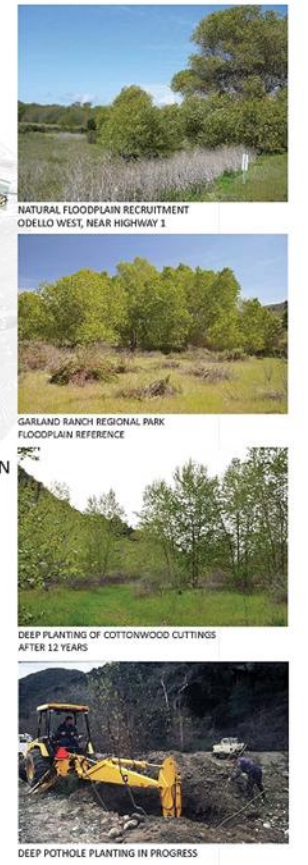 NATURAL FLOODPLAIN RECRUITMENT
ODELLO WEST, NEAR HIGHWAY 1
GARLAND RANCH REGIONAL PARK
FLOODPLAIN REFERENCE
N
DEEP PLANTING OF COTTONWOOD CUTTINGS
AFTER 12 YEARS
DEEP POTHOLE PLANTING IN PROGRESS